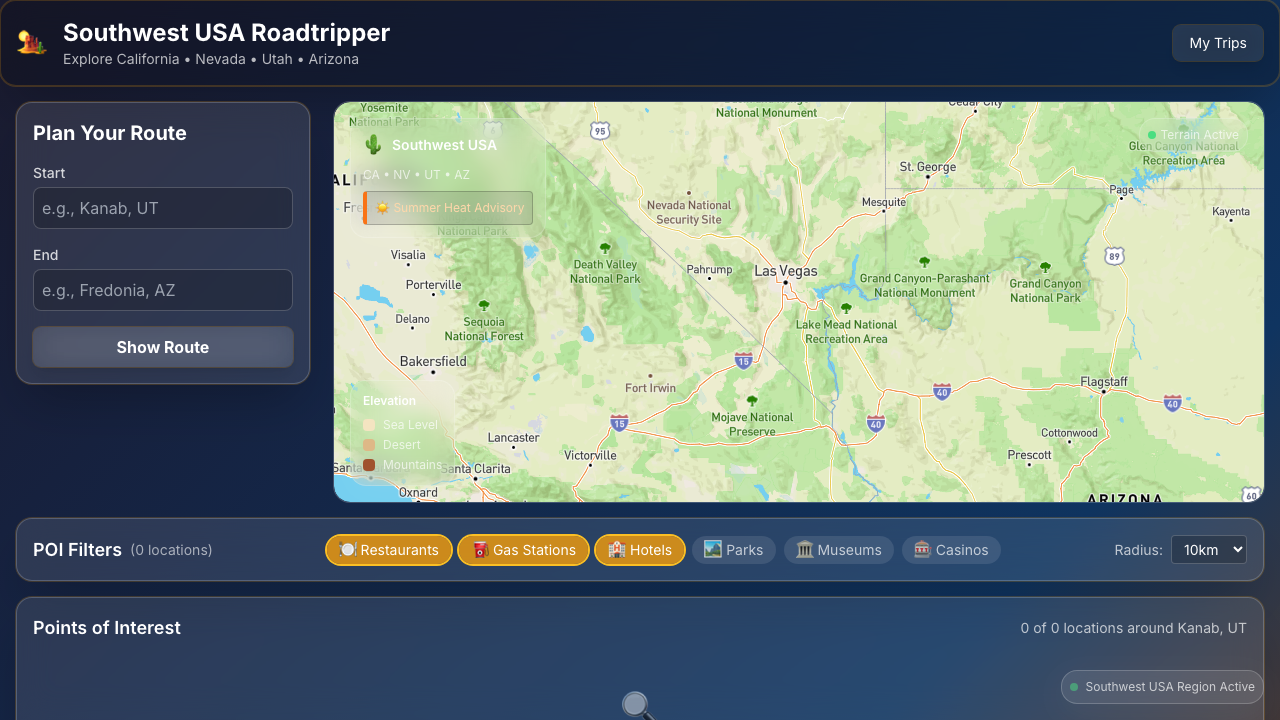 Southwest USA Roadtripper
Explore California • Nevada • Utah • Arizona
My Trips
Plan Your Route
Start
e.g., Kanab, UT
End
e.g., Fredonia, AZ
Show Route
Southwest USA
CA • NV • UT • AZ
Summer Heat Advisory
Terrain Active
Elevation
Sea Level
Desert
Mountains
Yosemite
National Park
95
National Monument
Cedar City
Glen Canyon National
Recreation Area
St. George
Page
Mesquite
Kayenta
Nevada National
Security Site
National Park
Visalia
Death Valley
National Park
Pahrump
Las Vegas
Grand Canyon-Parashant
National Monument
Grand Canyon
National Park
89
Porterville
Delano
Sequoia
National Forest
Lake Mead National
Recreation Area
Bakersfield
15
Fort Irwin
40
Flagstaff
40
Mojave National
Preserve
15
40
Lancaster
Victorville
Cottonwood
Prescott
Santa Clarita
Oxnard
ARIZONA
60
POI Filters (0 locations)
Restaurants
Gas Stations
Hotels
Parks
Museums
Casinos
Radius:
10km
Points of Interest
0 of 0 locations around Kanab, UT
Southwest USA Region Active